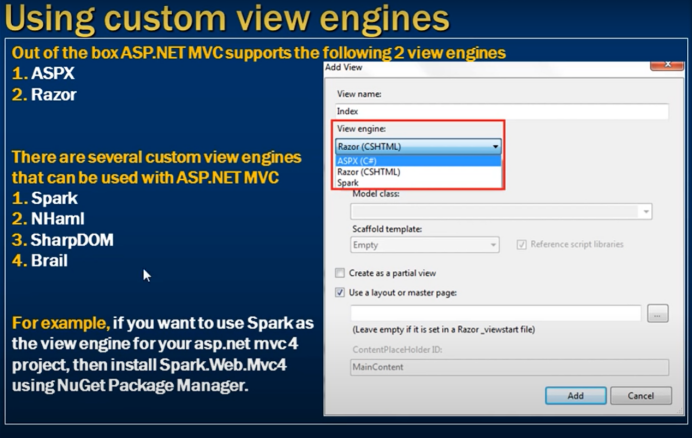 Using custom view engines
Out of the box ASP.NET MVC supports the following 2 view engines
1. ASPX
2. Razor
There are several custom view engines
that can be used with ASP.NET MVC
1. Spark
2. NHaml
3. SharpDOM
4. Brail
For example, if you want to use Spark as
the view engine for your asp.net mvc 4
project, then install Spark.Web.Mvc4
using NuGet Package Manager.
Add View
View name:
Index
View engine:
Razor (CSHTML)
ASPX (C#)
Razor (CSHTML)
Spark
Model class:
Scaffold template:
Empty
Reference script libraries
Create as a partial view
Use a layout or master page:
...
(Leave empty if it is set in a Razor _viewstart file)
ContentPlaceHolder ID:
MainContent
Add
Cancel